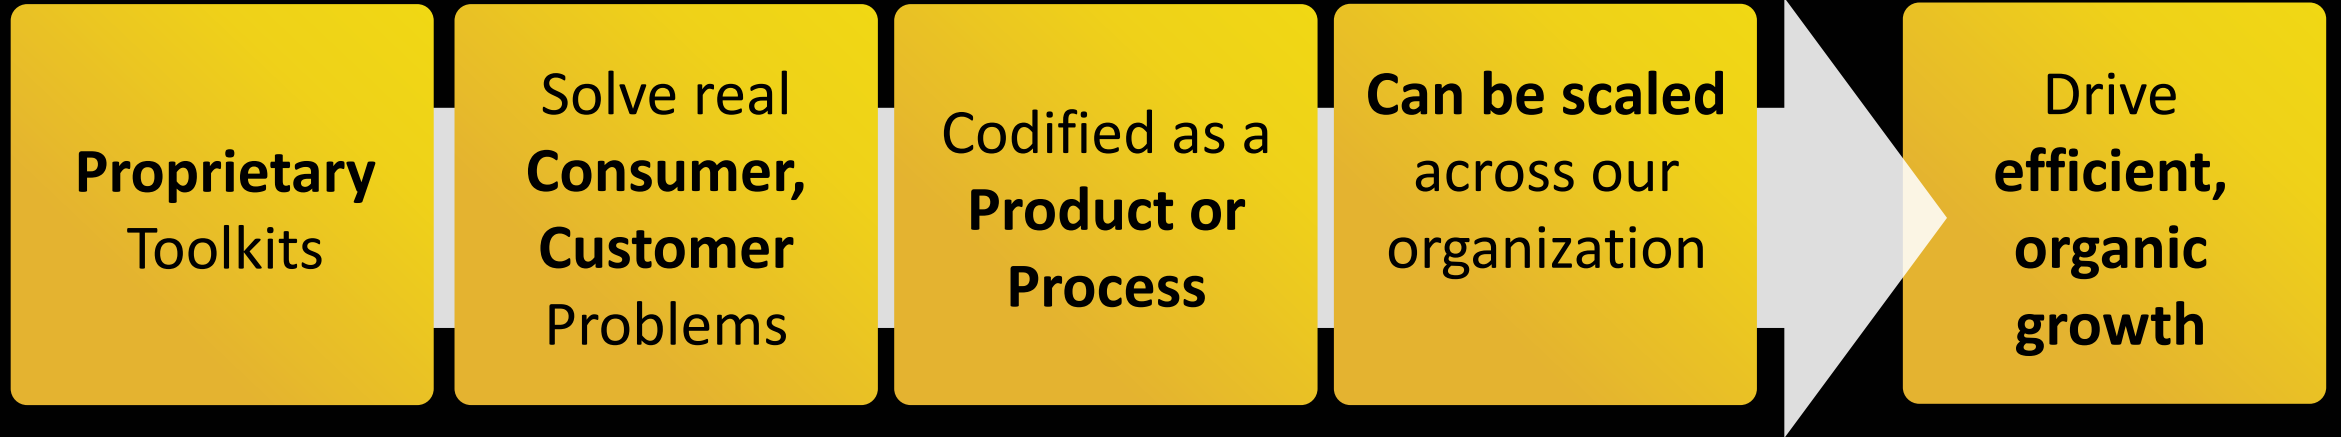 Proprietary
Toolkits
Solve real
Consumer,
Customer
Problems
Codified as a
Product or
Process
Can be scaled
across our
organization
Drive
efficient,
organic
growth